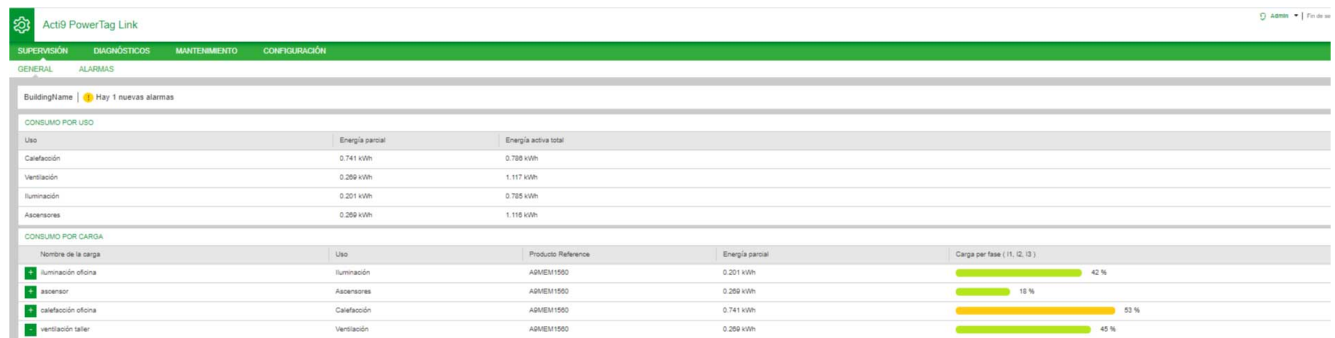 Acti9 PowerTag Link
Admin | Fin de se
SUPERVISIÓN DIAGNÓSTICOS MANTENIMIENTO CONFIGURACIÓN
GENERAL ALARMAS
BuildingName | ! Hay 1 nuevas alarmas
CONSUMO POR USO
Uso Energía parcial Energía activa total
Calefacción 0.741 kWh 0.786 kWh
Ventilación 0.269 kWh 1.117 kWh
Iluminación 0.201 kWh 0.785 kWh
Ascensores 0.269 kWh 1.116 kWh
CONSUMO POR CARGA
Nombre de la carga Uso Producto Reference Energía parcial Carga per fase ( I1, I2, I3 )
+ iluminación oficina Iluminación A9MEM1560 0.201 kWh 42 %
+ ascensor Ascensores A9MEM1560 0.269 kWh 18 %
+ calefacción oficina Calefacción A9MEM1560 0.741 kWh 53 %
- ventilación taller Ventilación A9MEM1560 0.269 kWh 45 %